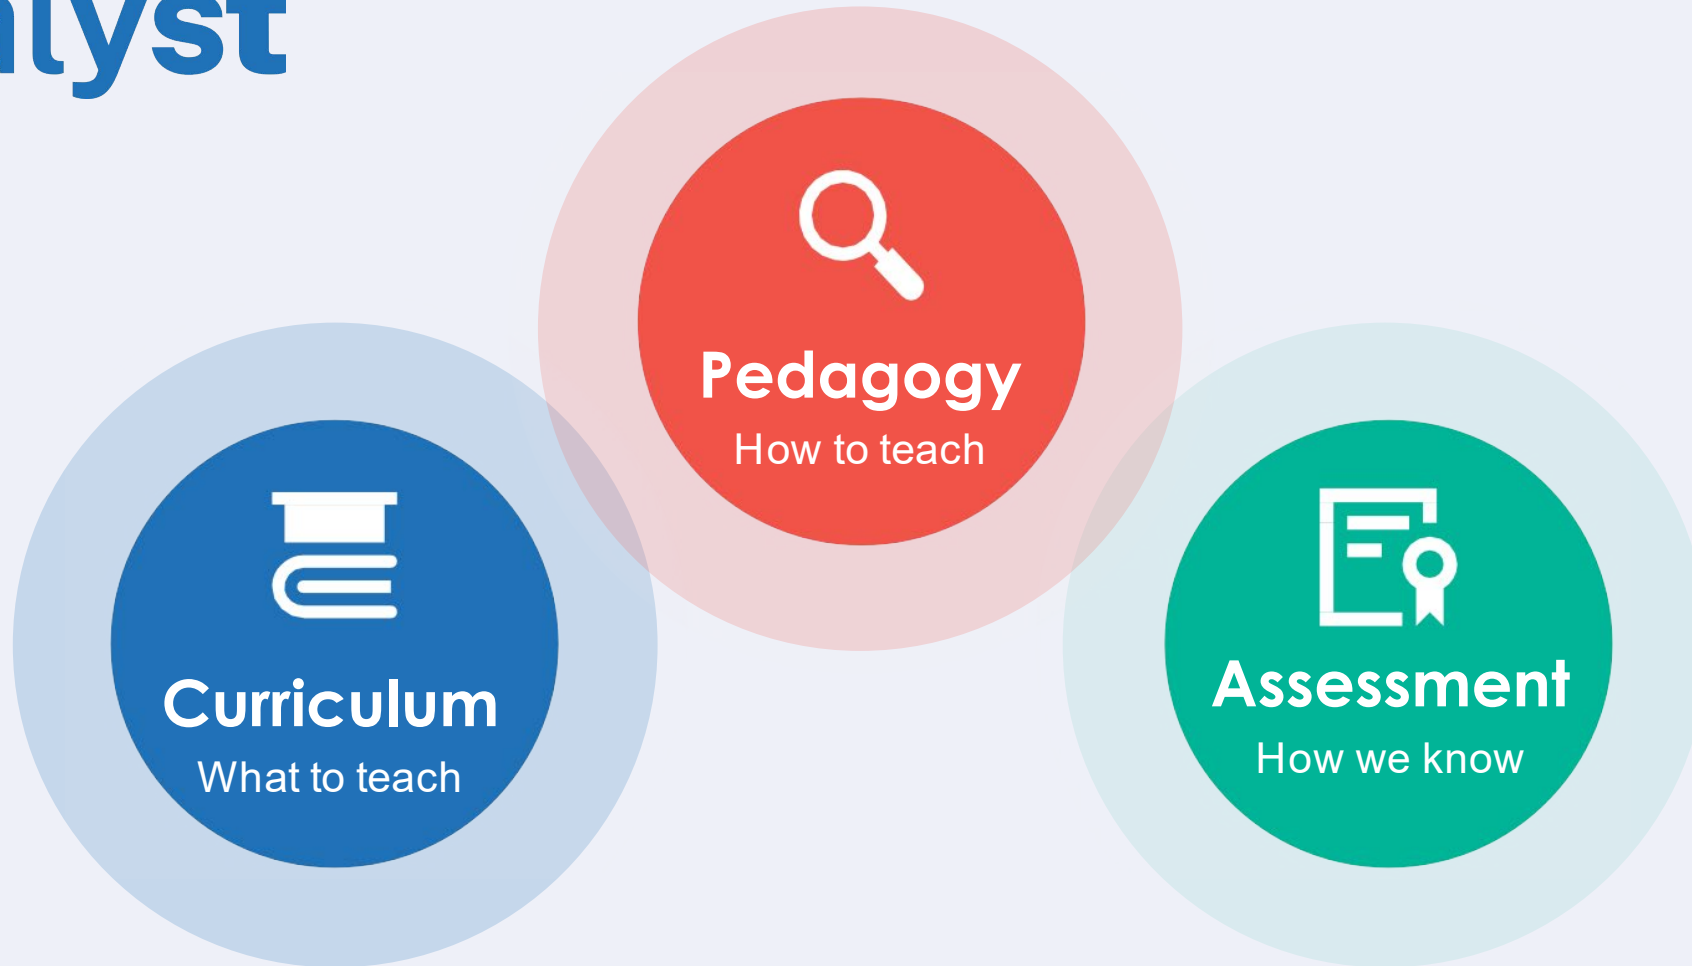 Pedagogy
How to teach
Curriculum
What to teach
Assessment
How we know